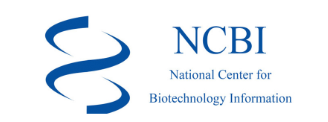 NCBI
National Center for
Biotechnology Information